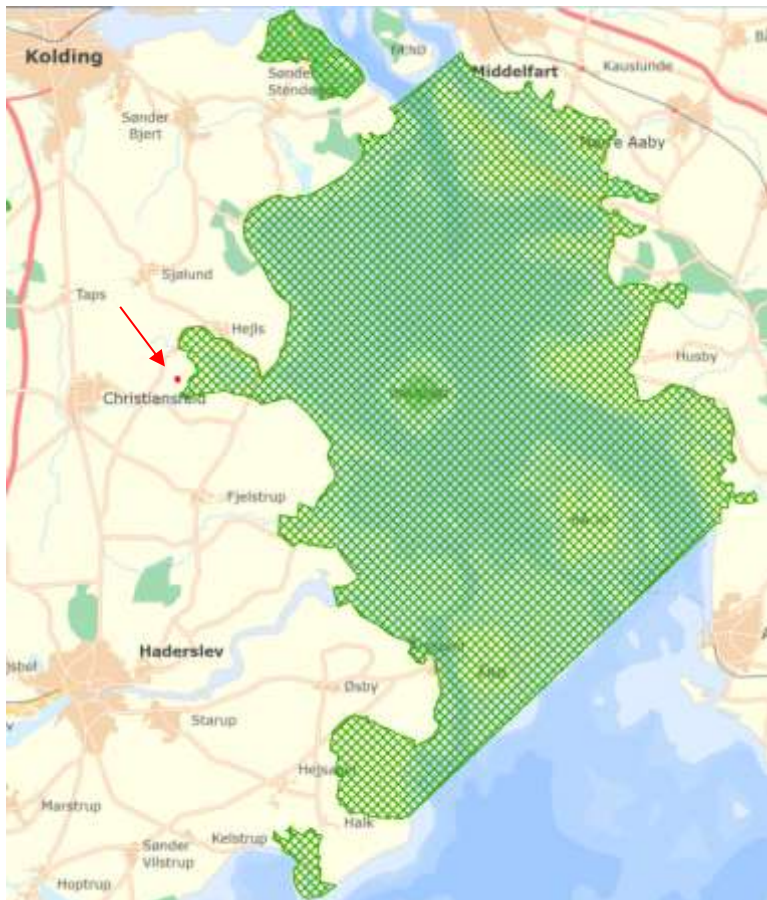 FÆNØ
Kolding
Middelfart
Kauslunde
Sønder
Stenderup
Sønder
Bjert
Aaby
Sjølund
Taps
Hejls
Husby
Christiansfeld
Fjelstrup
Haderslev
Øsby
Starup
Hejsager
Marstrup
Halk
Kelstrup
Sønder
Vilstrup
Hoptrup